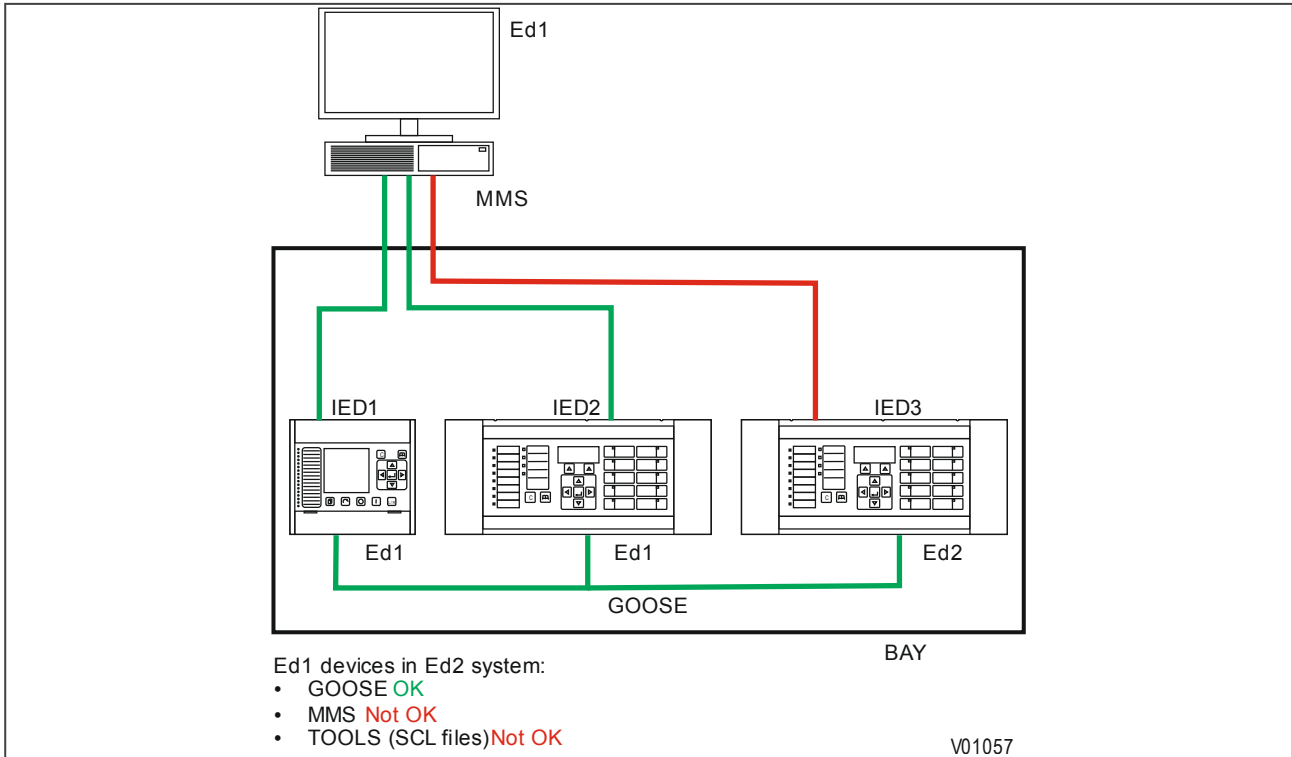 Ed1
MMS
IED1 IED2 IED3
Ed1 Ed1 Ed2
GOOSE
BAY
Ed1 devices in Ed2 system:
• GOOSE OK
• MMS Not OK
• TOOLS (SCL files)Not OK
V01057